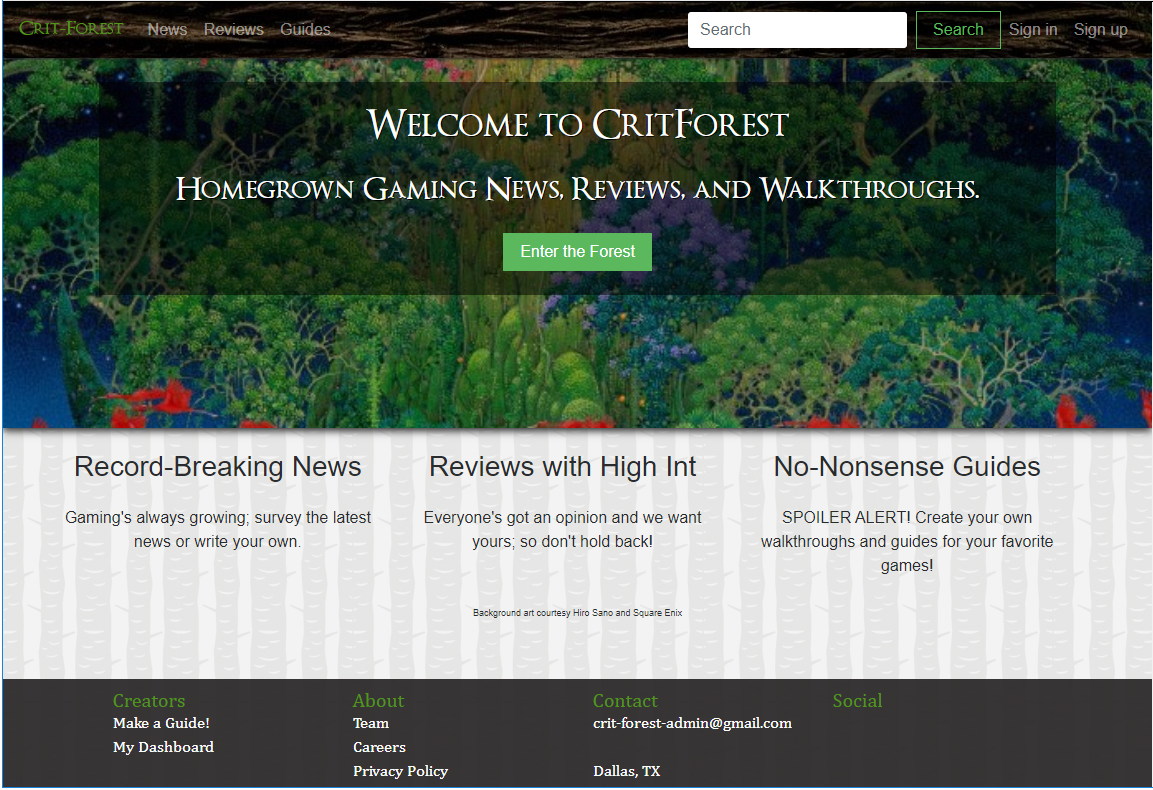 Crit-Forest News Reviews Guides Search Search Sign in Sign up
Welcome to CritForest
Homegrown Gaming News, Reviews, and Walkthroughs.
Enter the Forest
Record-Breaking News
Gaming's always growing; survey the latest
news or write your own.
Reviews with High Int
Everyone's got an opinion and we want
yours; so don't hold back!
No-Nonsense Guides
SPOILER ALERT! Create your own
walkthroughs and guides for your favorite
games!
Background art courtesy Hiro Sano and Square Enix
Creators
Make a Guide!
My Dashboard
About
Team
Careers
Privacy Policy
Contact
crit-forest-admin@gmail.com
Dallas, TX
Social